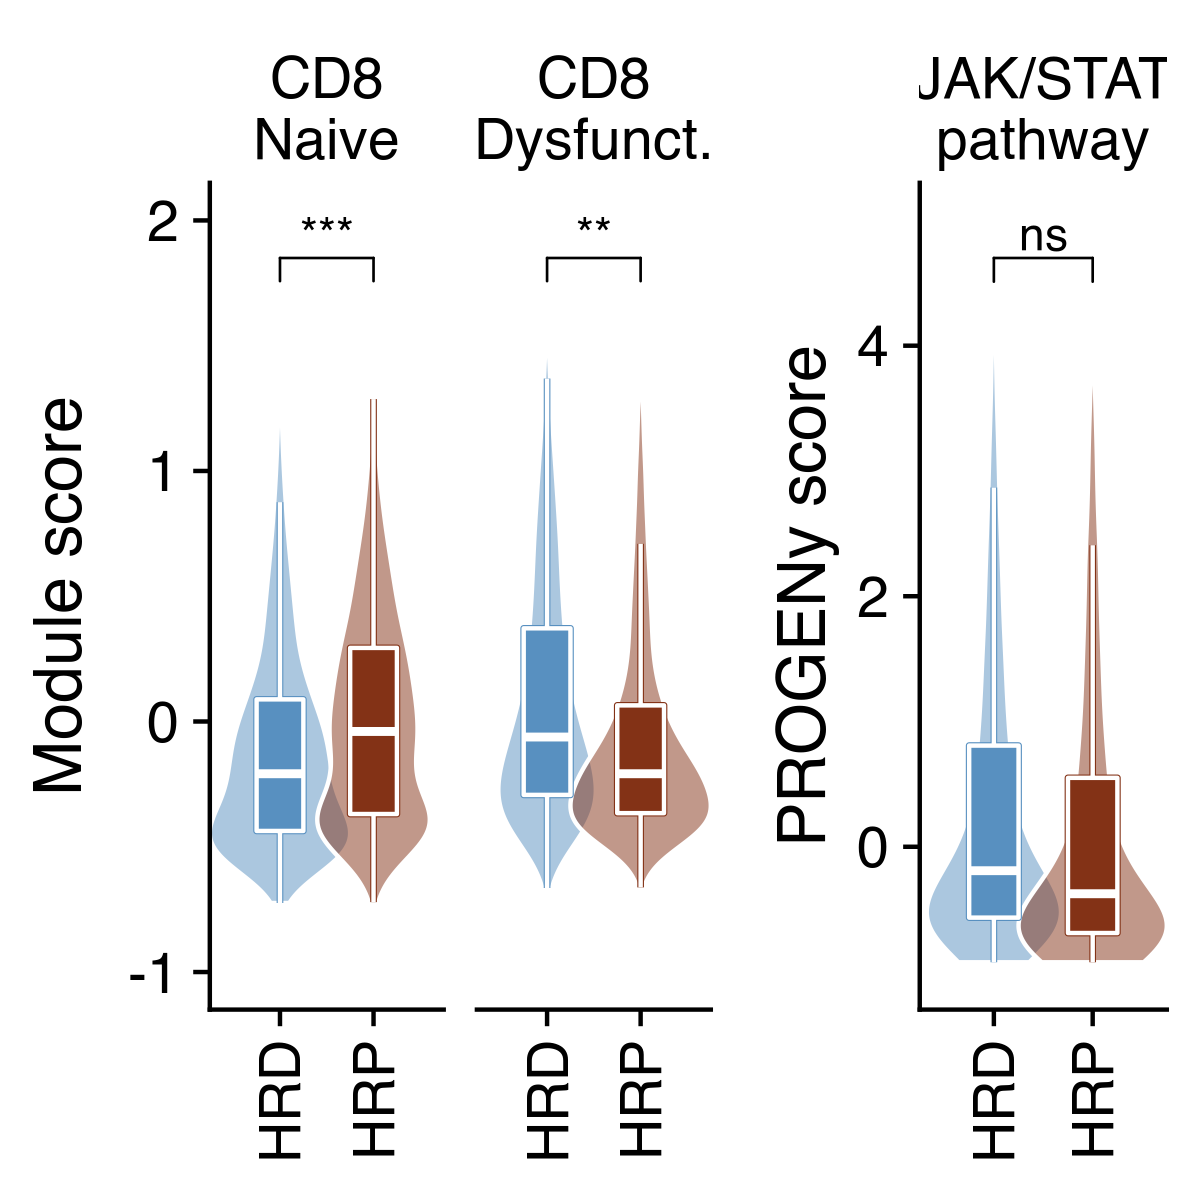 CD8
Naive
CD8
Dysfunct.
JAK/STAT
pathway
***
**
ns
Module score
2
1
0
-1
PROGENy score
4
2
0
HRD
HRP
HRD
HRP
HRD
HRP